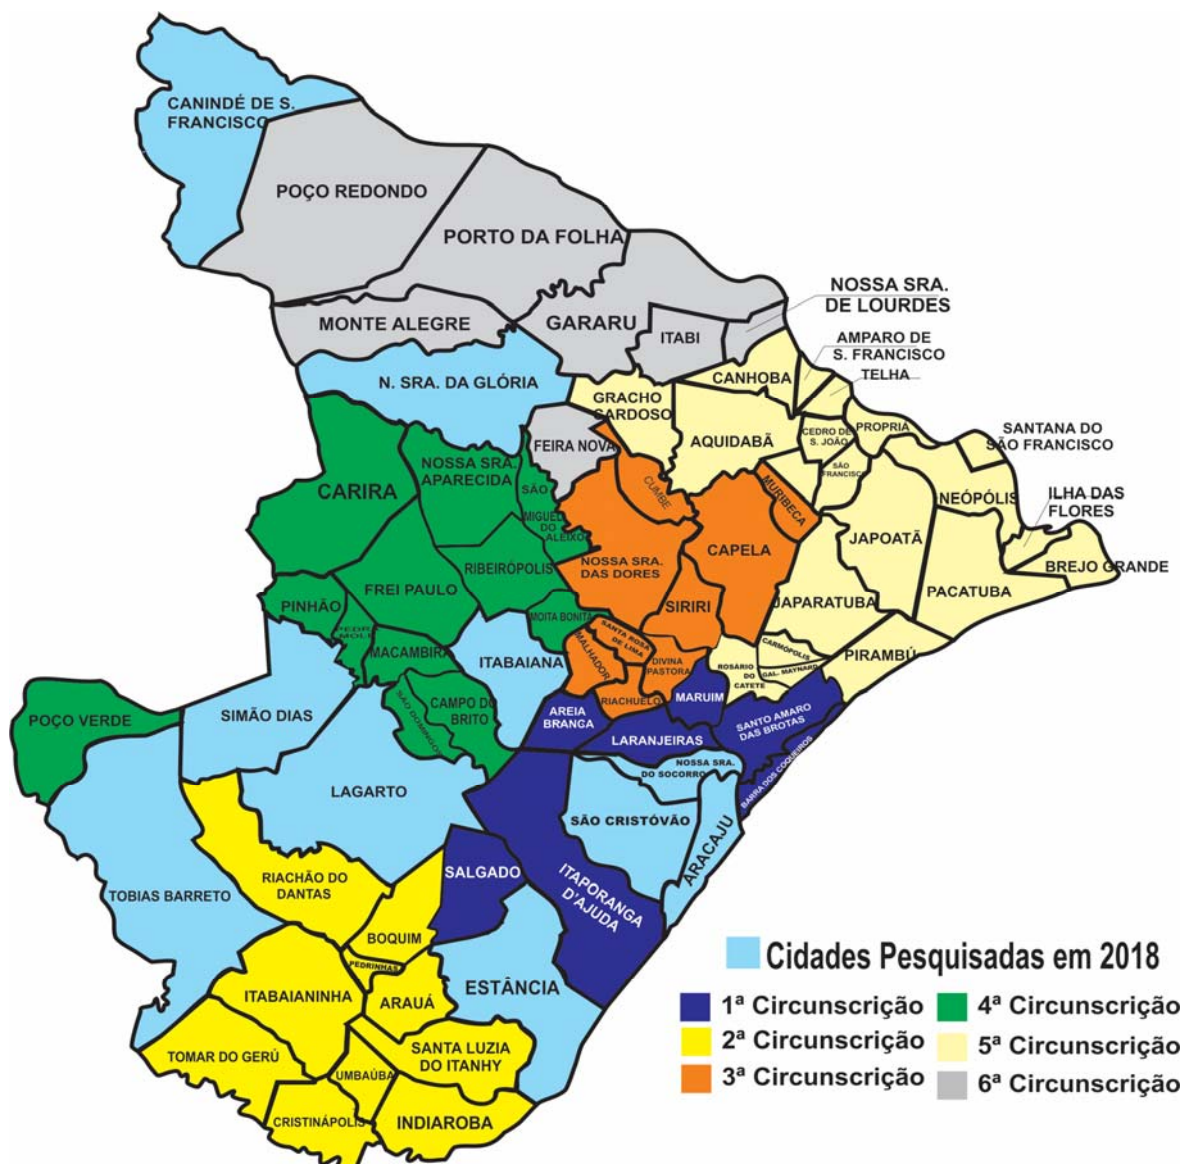 CANINDÉ DE S.
FRANCISCO
POÇO REDONDO
PORTO DA FOLHA
NOSSA SRA.
DE LOURDES
MONTE ALEGRE
GARARU
ITABI
AMPARO DE
S. FRANCISCO
TELHA
N. SRA. DA GLÓRIA
CANHOBA
GRACHO
CARDOSO
AQUIDABÃ
CEDRO DE
S. JOÃO
PROPRIÁ
SANTANA DO
SÃO FRANCISCO
FEIRA NOVA
NOSSA SRA.
APARECIDA
SÃO
MIGUEL
DO
ALEIXO
CARIRA
CUMBE
MURIBECA
SÃO
FRANCISCO
NEÓPÓLIS
ILHA DAS
FLORES
CAPELA
JAPOATÃ
BREJO GRANDE
NOSSA SRA.
DAS DORES
RIBEIRÓPOLIS
FREI PAULO
SIRIRI
JAPARATUBA
PACATUBA
PINHÃO
PEDRA
MOLE
MOITA BONITA
MACAMBIRA
ITABAIANA
MALHADOR
SANTA ROSA
DE LIMA
DIVINA
PASTORA
CARMÓPOLIS
GAL. MAYNARD
PIRAMBÚ
ROSÁRIO
DO
CATETE
RIACHUELO
MARUIM
POÇO VERDE
SIMÃO DIAS
SÃO DOMINGOS
CAMPO DO
BRITO
AREIA
BRANCA
LARANJEIRAS
SANTO AMARO
DAS BROTAS
BARRA DOS COQUEIROS
NOSSA SRA.
DO SOCORRO
LAGARTO
SÃO CRISTÓVÃO
ARACAJU
SALGADO
ITAPORANGA
D'AJUDA
TOBIAS BARRETO
RIACHÃO DO
DANTAS
BOQUIM
PEDRINHAS
ITABAIANINHA
ARAUÁ
ESTÂNCIA
TOMAR DO GERÚ
UMBAÚBA
SANTA LUZIA
DO ITANHY
CRISTINÁPOLIS
INDIAROBA
Cidades Pesquisadas em 2018
1ª Circunscrição
2ª Circunscrição
3ª Circunscrição
4ª Circunscrição
5ª Circunscrição
6ª Circunscrição